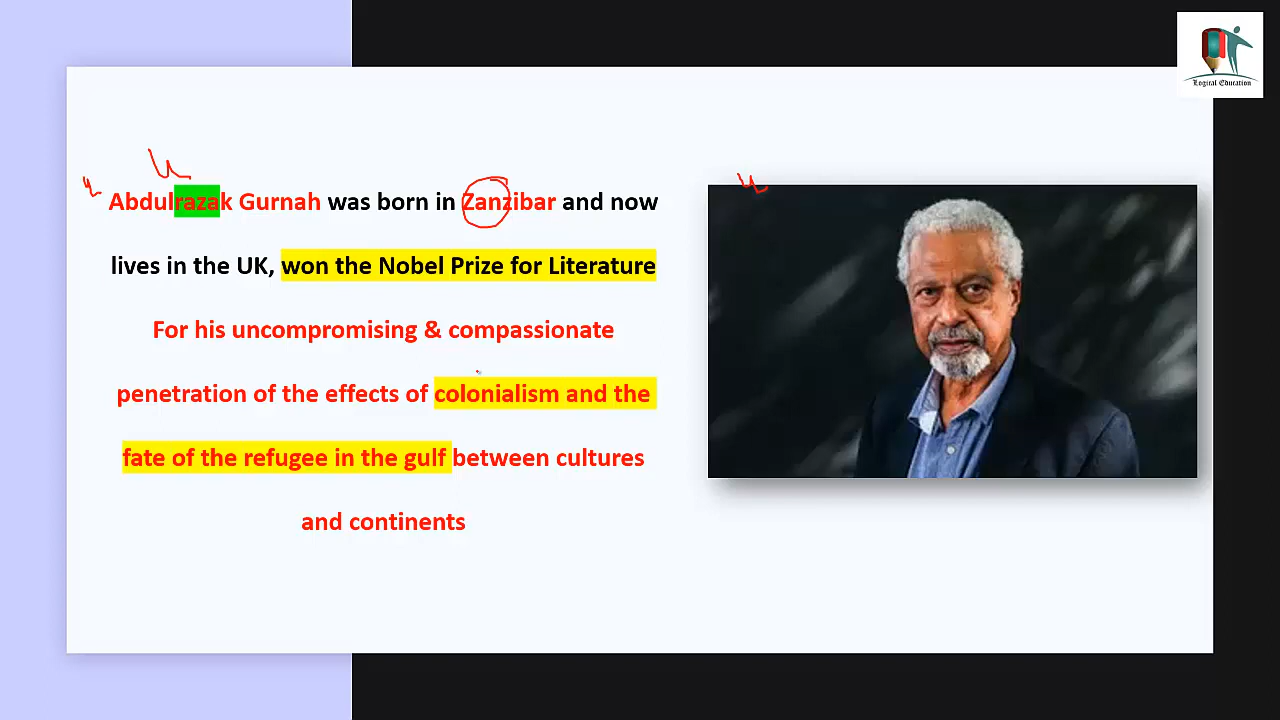 Logical Education
Abdulrazak Gurnah was born in Zanzibar and now
lives in the UK, won the Nobel Prize for Literature
For his uncompromising & compassionate
penetration of the effects of colonialism and the
fate of the refugee in the gulf between cultures
and continents